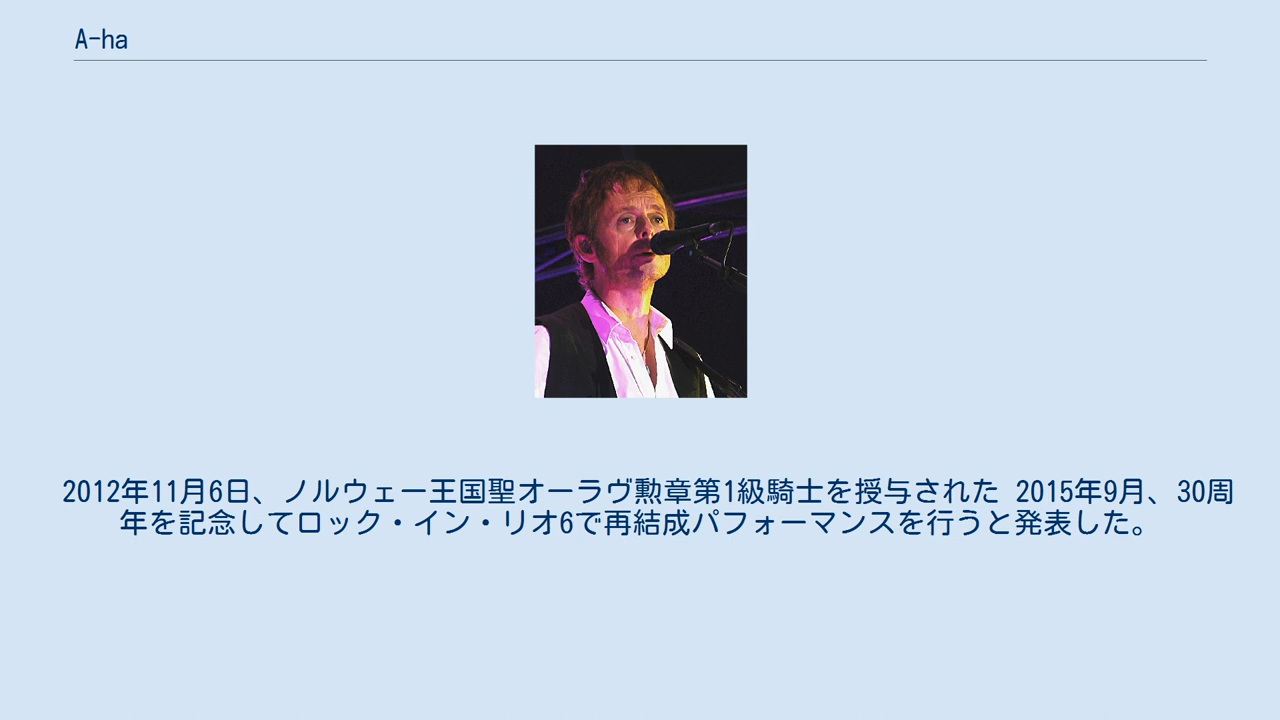 A-ha
2012年11月6日、ノルウェー王国聖オーラヴ勲章第1級騎士を授与された 2015年9月、30周
年を記念してロック・イン・リオ6で再結成パフォーマンスを行うと発表した。